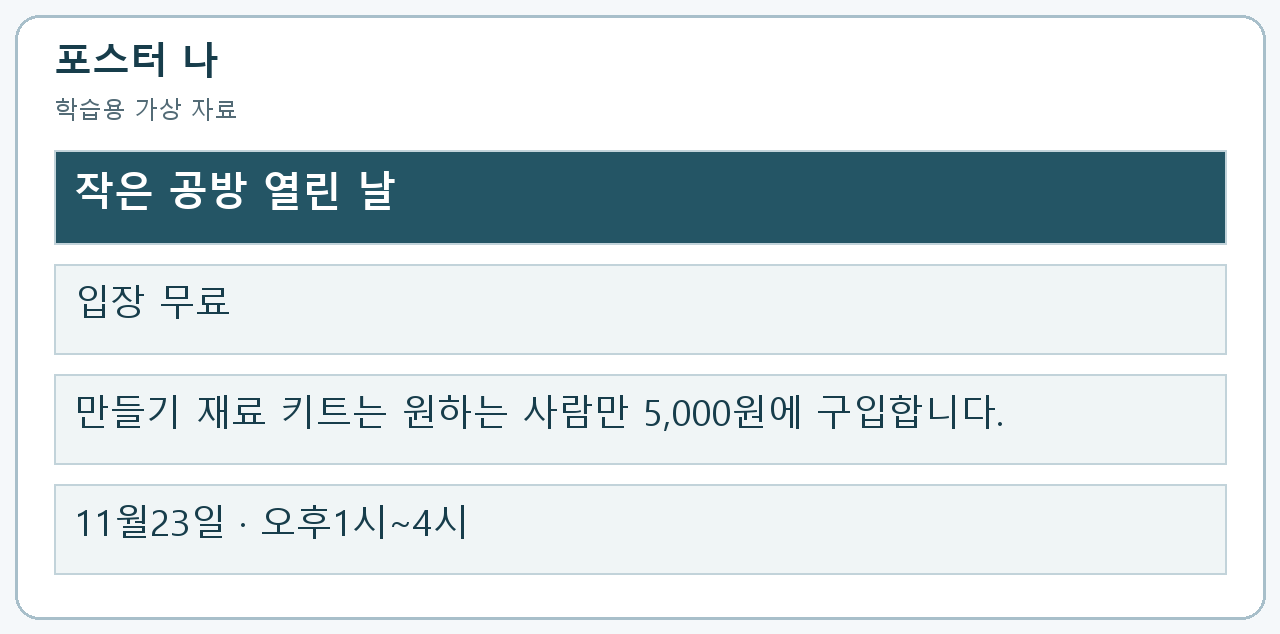 포스터 나
학습용 가상 자료
작은 공방 열린 날
입장 무료
만들기 재료 키트는 원하는 사람만 5,000원에 구입합니다.
11월23일 · 오후1시~4시